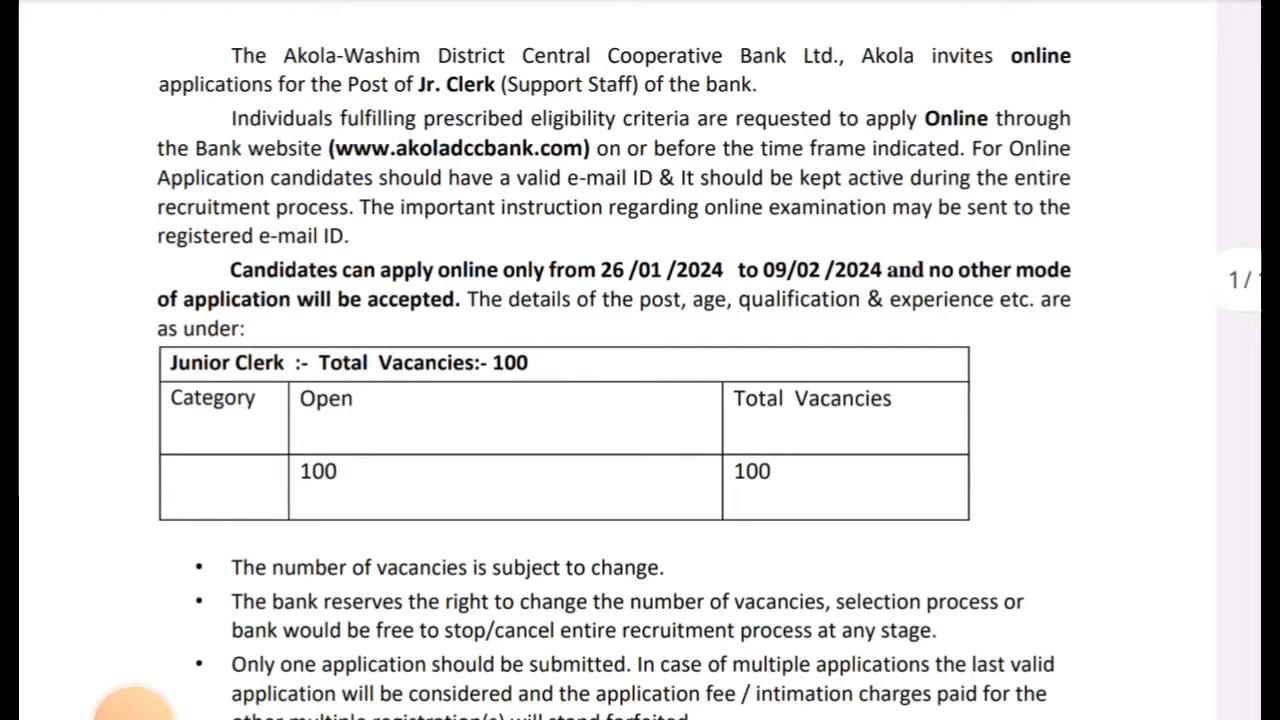 The Akola-Washim District Central Cooperative Bank Ltd., Akola invites online
applications for the Post of Jr. Clerk (Support Staff) of the bank.
Individuals fulfilling prescribed eligibility criteria are requested to apply Online through
the Bank website (www.akoladccbank.com) on or before the time frame indicated. For Online
Application candidates should have a valid e-mail ID & It should be kept active during the entire
recruitment process. The important instruction regarding online examination may be sent to the
registered e-mail ID.
Candidates can apply online only from 26 /01 /2024 to 09/02 /2024 and no other mode
of application will be accepted. The details of the post, age, qualification & experience etc. are
as under:
Junior Clerk :- Total Vacancies:- 100
Category Open Total Vacancies
100 100
• The number of vacancies is subject to change.
• The bank reserves the right to change the number of vacancies, selection process or
bank would be free to stop/cancel entire recruitment process at any stage.
• Only one application should be submitted. In case of multiple applications the last valid
application will be considered and the application fee / intimation charges paid for the
other multiple registration(s) will stand forfeited
1/